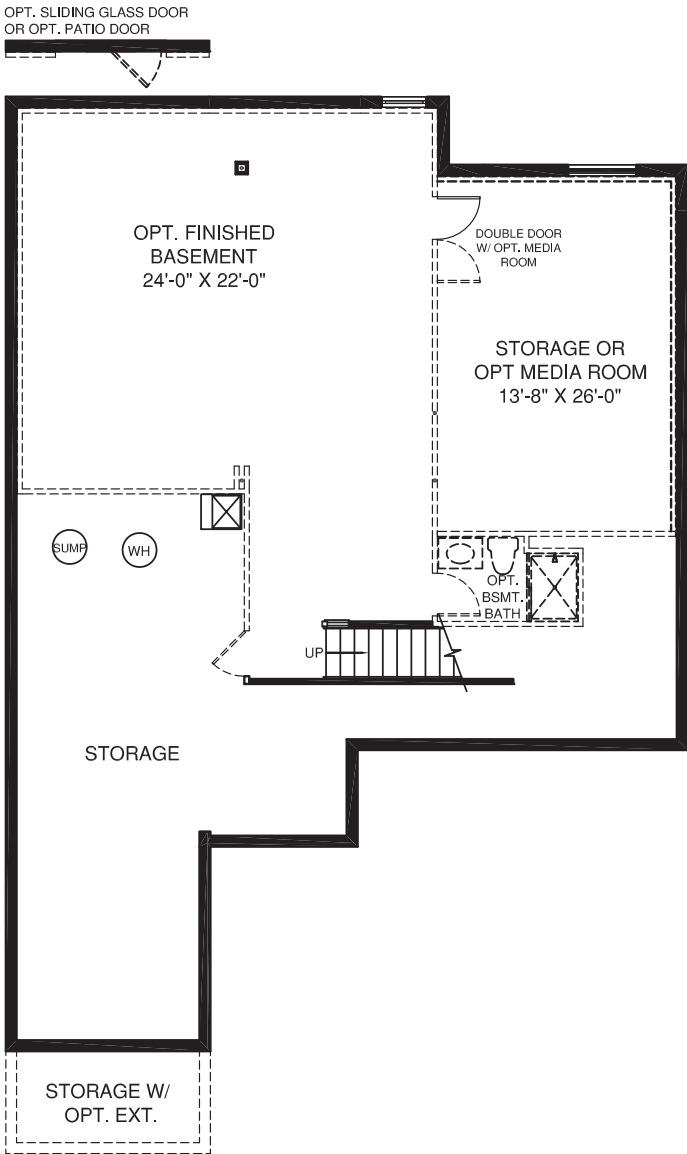 OPT. SLIDING GLASS DOOR
OR OPT. PATIO DOOR
OPT. FINISHED
BASEMENT
24'-0" X 22'-0"
DOUBLE DOOR
W/ OPT. MEDIA
ROOM
STORAGE OR
OPT MEDIA ROOM
13'-8" X 26'-0"
SUMP
WH
OPT.
BSMT.
BATH
UP
STORAGE
STORAGE W/
OPT. EXT.